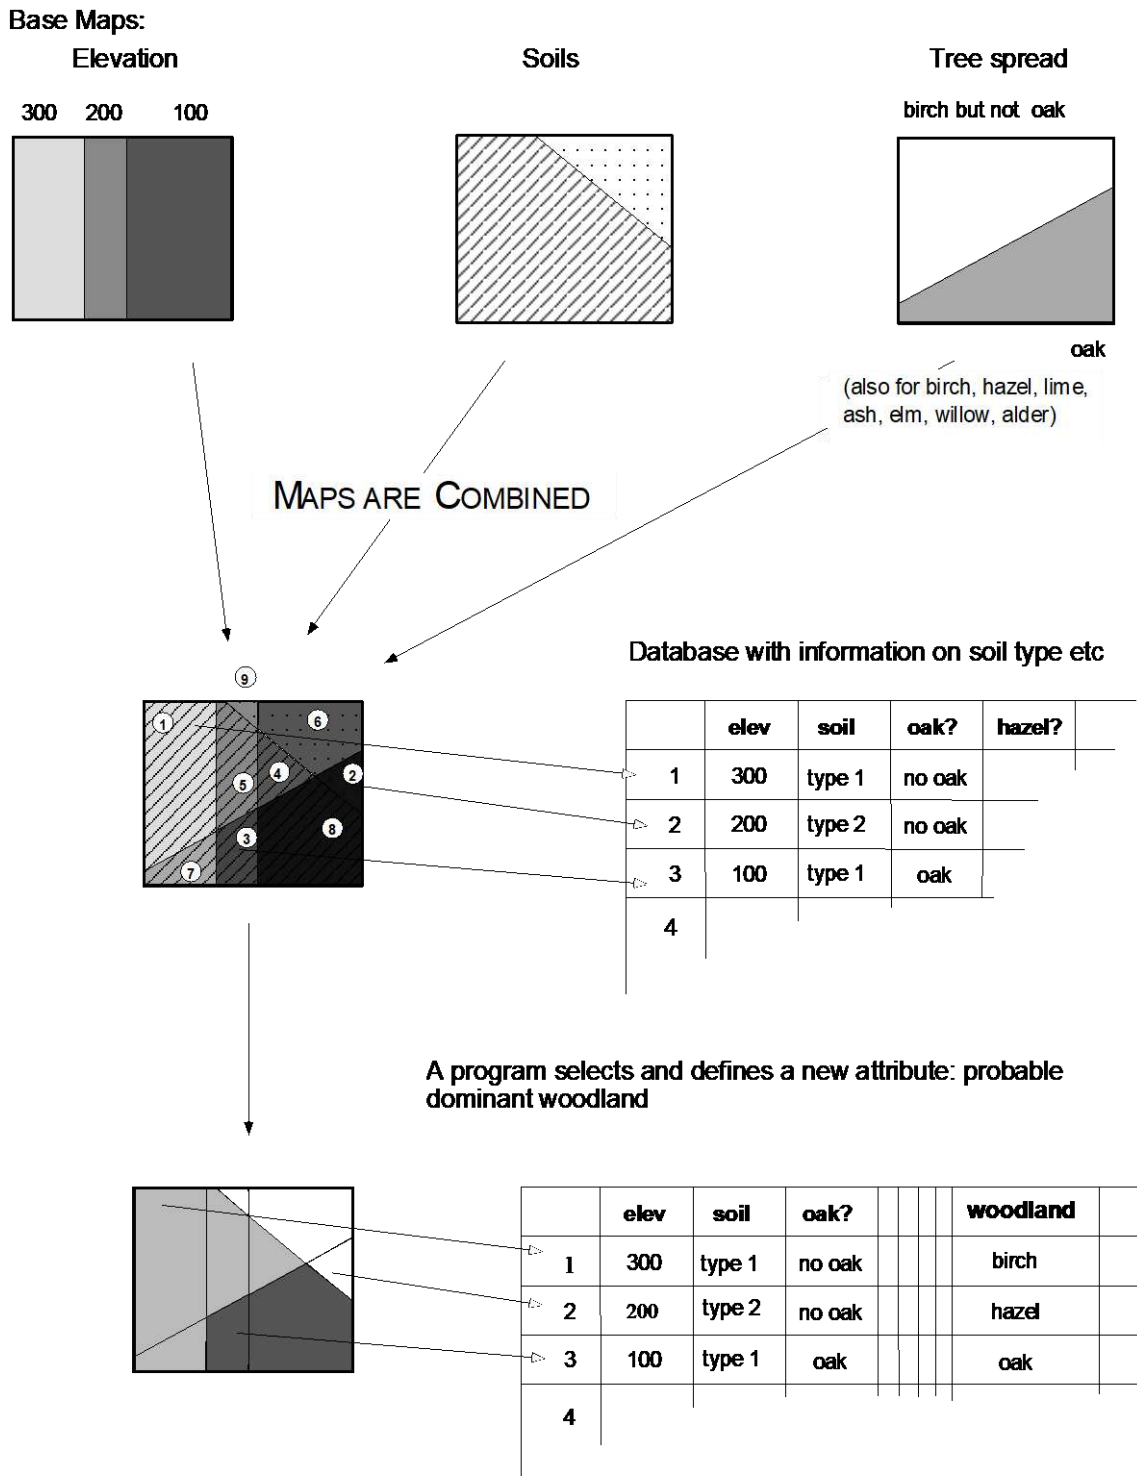 Base Maps:
Elevation
Soils
Tree spread
300 200 100
birch but not oak
oak
(also for birch, hazel, lime,
ash, elm, willow, alder)
MAPS ARE COMBINED
Database with information on soil type etc
9
1
6
5
4
2
3
8
7
elev soil oak? hazel?
1 300 type 1 no oak
2 200 type 2 no oak
3 100 type 1 oak
4
A program selects and defines a new attribute: probable
dominant woodland
elev soil oak? woodland
1 300 type 1 no oak birch
2 200 type 2 no oak hazel
3 100 type 1 oak oak
4